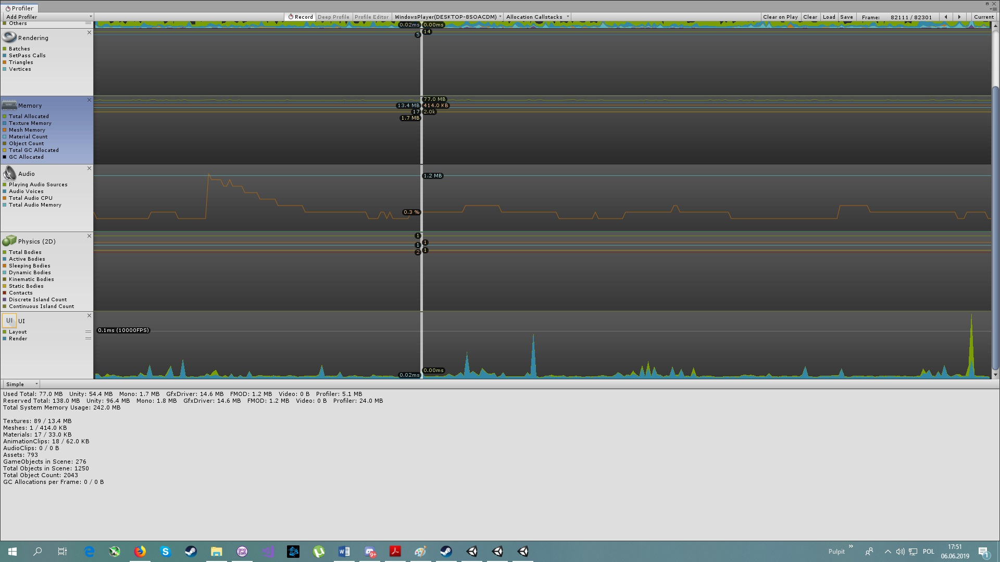 Profiler
Add Profiler
Record
Deep Profile
Profile Editor
WindowsPlayer(DESKTOP-8SOACDM)
Allocation Callstacks
Clear on Play
Clear
Load
Save
Frame: 82111 / 82301
Current
Others
0.02ms
0.00ms
Rendering
Batches
SetPass Calls
Triangles
Vertices
5
14
Memory
Total Allocated
Texture Memory
Mesh Memory
Material Count
Object Count
Total GC Allocated
GC Allocated
77.0 MB
13.4 MB
414.0 KB
17
2.0k
1.7 MB
Audio
Playing Audio Sources
Audio Voices
Total Audio CPU
Total Audio Memory
1.2 MB
0.3 %
Physics (2D)
Total Bodies
Active Bodies
Sleeping Bodies
Dynamic Bodies
Kinematic Bodies
Static Bodies
Contacts
Discrete Island Count
Continuous Island Count
1
1
1
1
2
UI
UI
Layout
Render
0.1ms (10000FPS)
0.02ms
0.00ms
Simple
Used Total: 77.0 MB Unity: 54.4 MB Mono: 1.7 MB GfxDriver: 14.6 MB FMOD: 1.2 MB Video: 0 B Profiler: 5.1 MB
Reserved Total: 138.0 MB Unity: 96.4 MB Mono: 1.8 MB GfxDriver: 14.6 MB FMOD: 1.2 MB Video: 0 B Profiler: 24.0 MB
Total System Memory Usage: 242.0 MB
Textures: 89 / 13.4 MB
Meshes: 1 / 414.0 KB
Materials: 17 / 33.0 KB
AnimationClips: 18 / 62.0 KB
AudioClips: 0 / 0 B
Assets: 793
GameObjects in Scene: 276
Total Objects in Scene: 1250
Total Object Count: 2043
GC Allocations per Frame: 0 / 0 B
GOG COM
9+
Pulpit
POL
17:51
06.06.2019
1